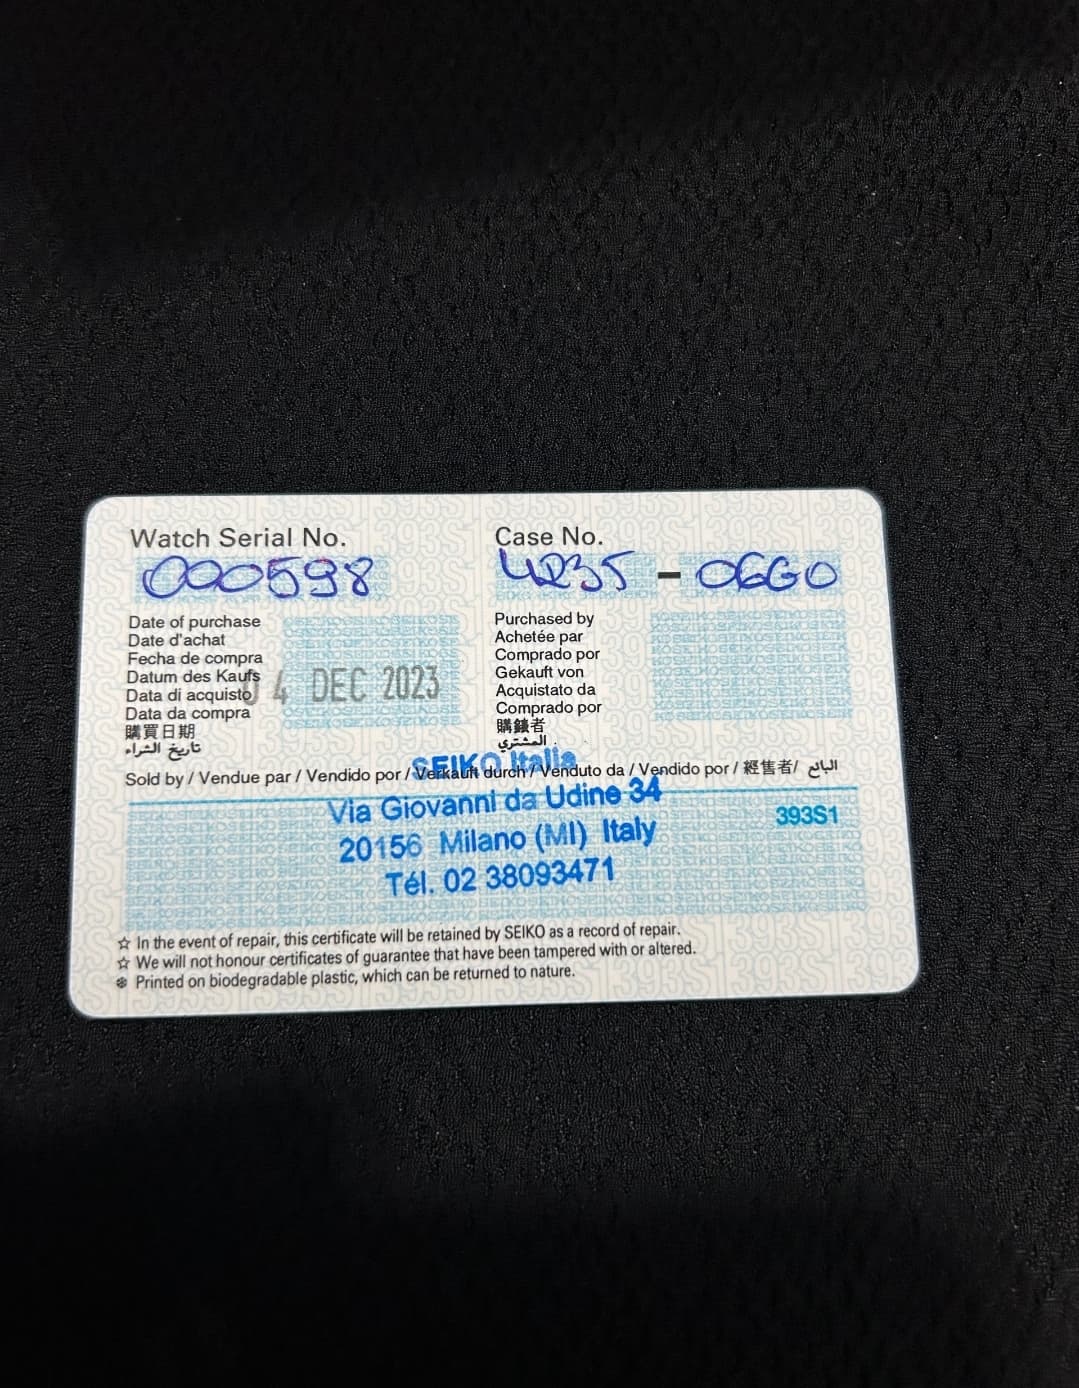 Watch Serial No.
000598
Case No.
4R35 - 06G0
Date of purchase
Date d'achat
Fecha de compra
Datum des Kaufs
Data di acquisto
Data da compra
購買日期
تاريخ الشراء
04 DEC 2023
Purchased by
Achetée par
Comprado por
Gekauft von
Acquistato da
Comprado por
المشتري
Sold by / Vendue par / Vendido por / Verkauft durch / Venduto da / Vendido por / 經售者/ البائع
SEIKO Italia
Via Giovanni da Udine 34
20156 Milano (MI) Italy
Tél. 02 38093471
393S1
☆ In the event of repair, this certificate will be retained by SEIKO as a record of repair.
☆ We will not honour certificates of guarantee that have been tampered with or altered.
❄ Printed on biodegradable plastic, which can be returned to nature.